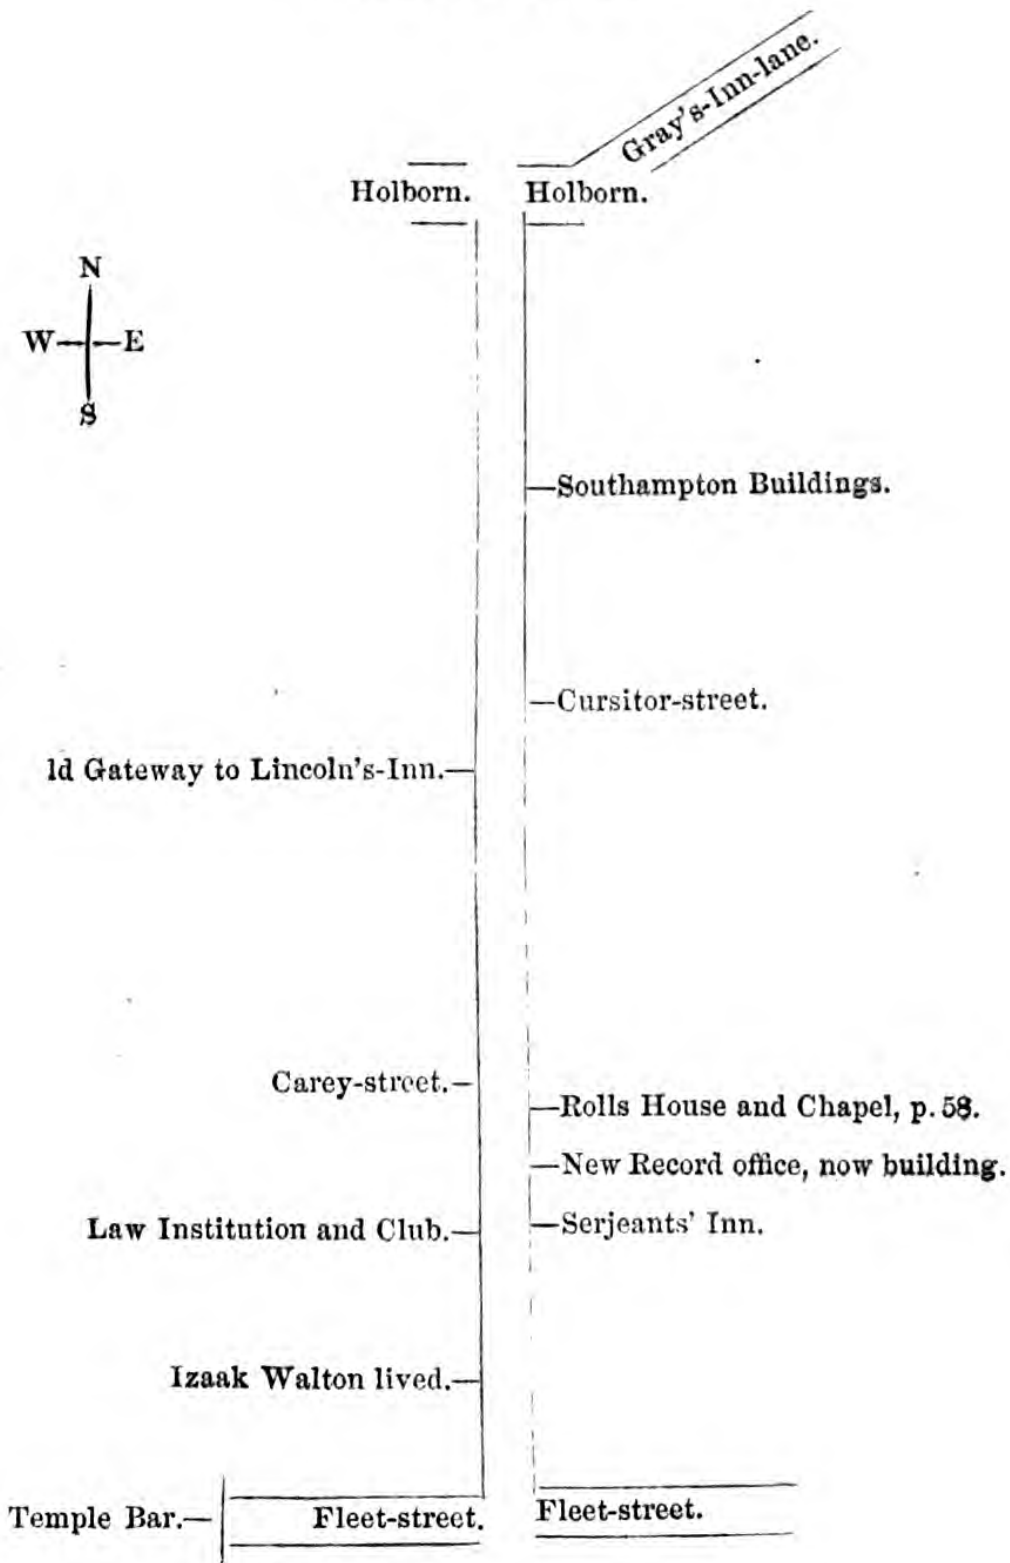 Gray's-Inn-lane.
Holborn. Holborn.
N
W E
S
Southampton Buildings.
Cursitor-street.
ld Gateway to Lincoln's-Inn.
Carey-street.
Rolls House and Chapel, p. 58.
New Record office, now building.
Law Institution and Club.
Serjeants' Inn.
Izaak Walton lived.
Temple Bar. Fleet-street. Fleet-street.